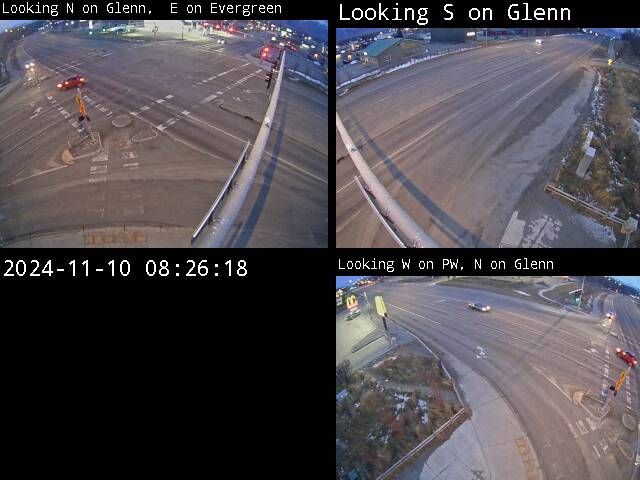 Looking N on Glenn,  E on Evergreen
Looking S on Glenn
2024-11-10 08:26:18
Looking W on PW, N on Glenn